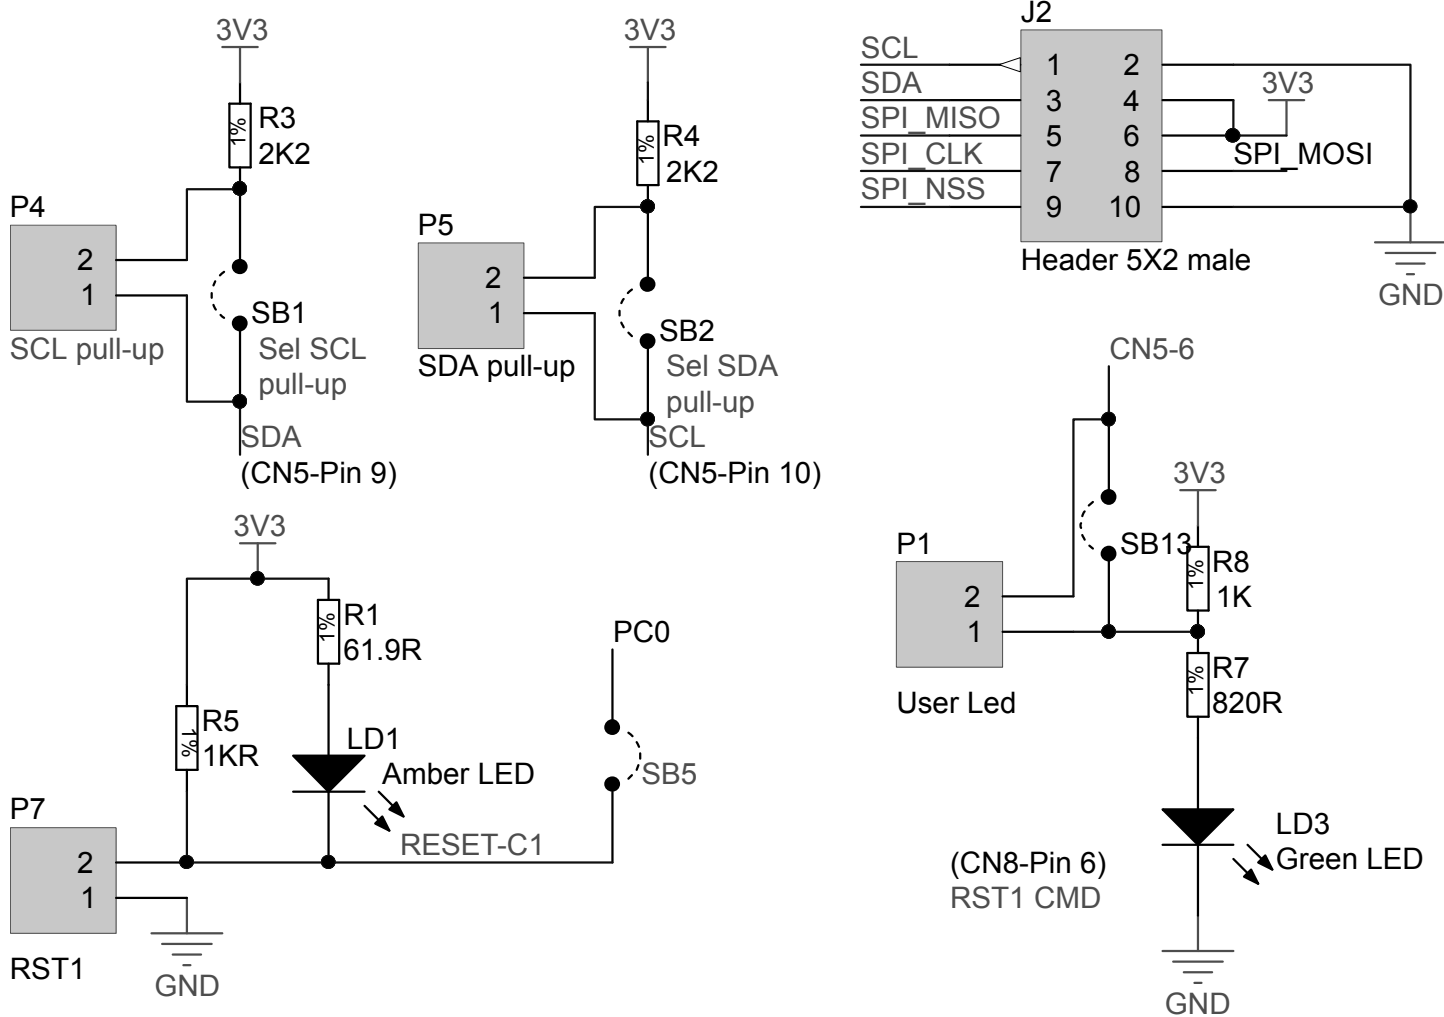 3V3
R3
1%
2K2
P4
2
1
SCL pull-up
SB1
Sel SCL
pull-up
SDA
(CN5-Pin 9)
3V3
R4
1%
2K2
P5
2
1
SDA pull-up
SB2
Sel SDA
pull-up
SCL
(CN5-Pin 10)
J2
SCL
1 2
SDA
3 4
3V3
SPI_MISO
5 6
SPI_MOSI
SPI_CLK
7 8
SPI_NSS
9 10
Header 5X2 male
GND
3V3
R1
1%
61.9R
R5
1%
1KR
LD1
Amber LED
RESET-C1
PC0
SB5
P7
2
1
RST1
GND
CN5-6
3V3
SB13
R8
1%
1K
P1
2
1
User Led
R7
1%
820R
LD3
Green LED
(CN8-Pin 6)
RST1 CMD
GND